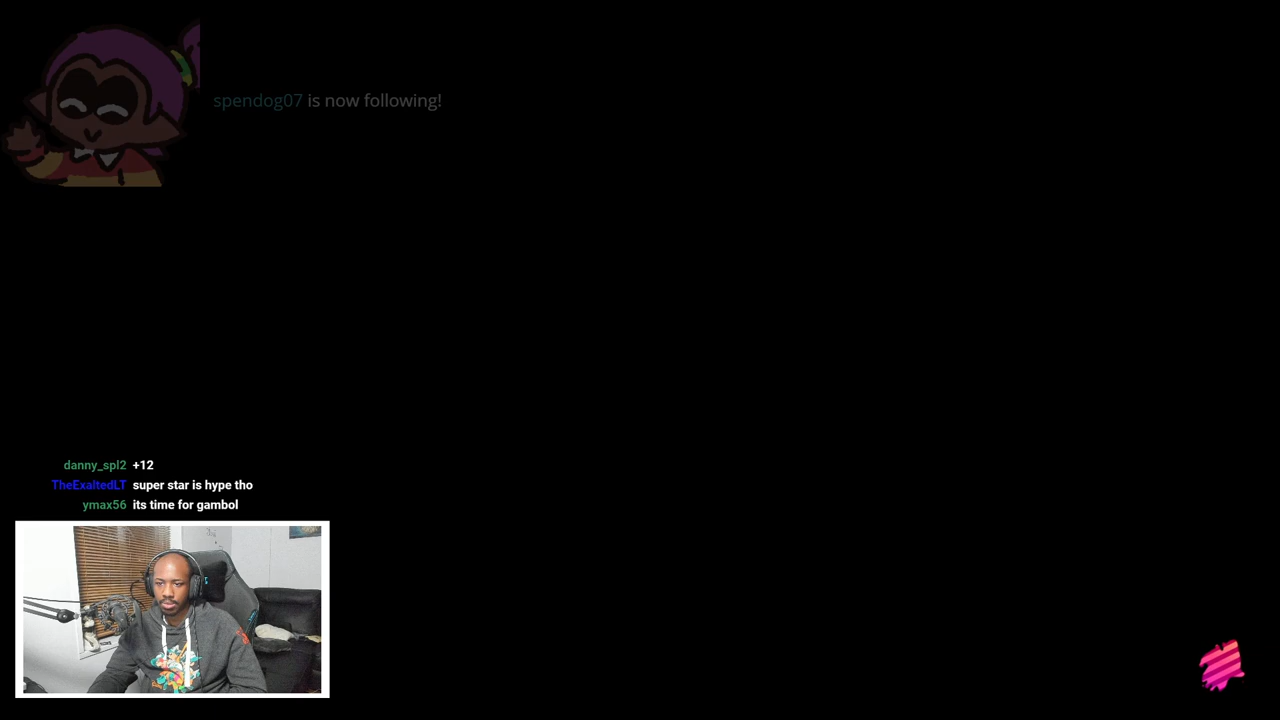 spendog07 is now following!
danny_spl2 +12
TheExaltedLT super star is hype tho
ymax56 its time for gambol